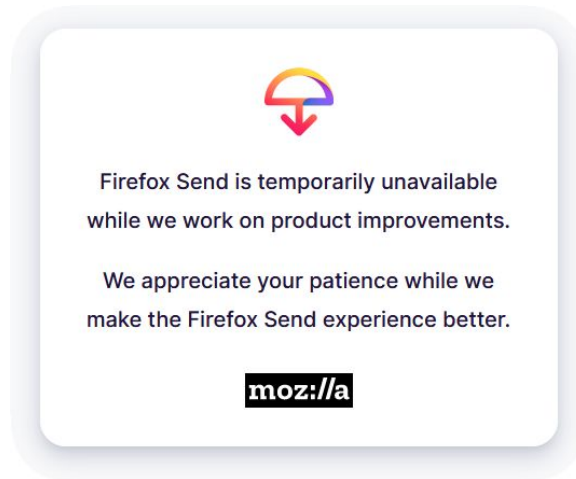 Firefox Send is temporarily unavailable
while we work on product improvements.
We appreciate your patience while we
make the Firefox Send experience better.
moz://a